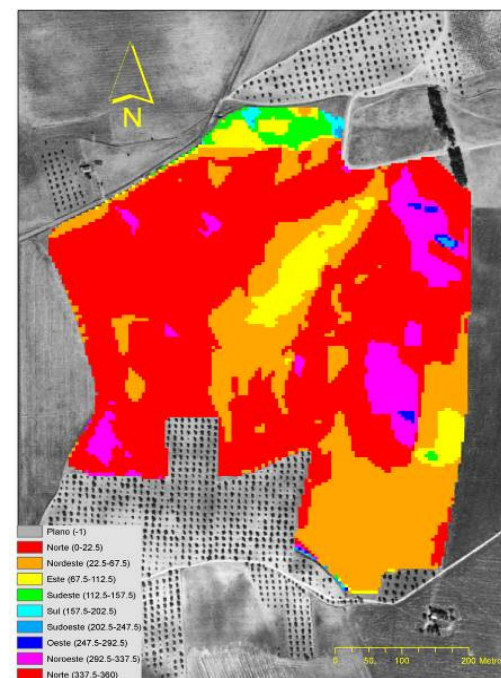 N
Plano (-1)
Norte (0-22.5)
Nordeste (22.5-67.5)
Este (67.5-112.5)
Sudeste (112.5-157.5)
Sul (157.5-202.5)
Sudoeste (202.5-247.5)
Oeste (247.5-292.5)
Noroeste (292.5-337.5)
Norte (337.5-360)
0 50 100 200 Metro